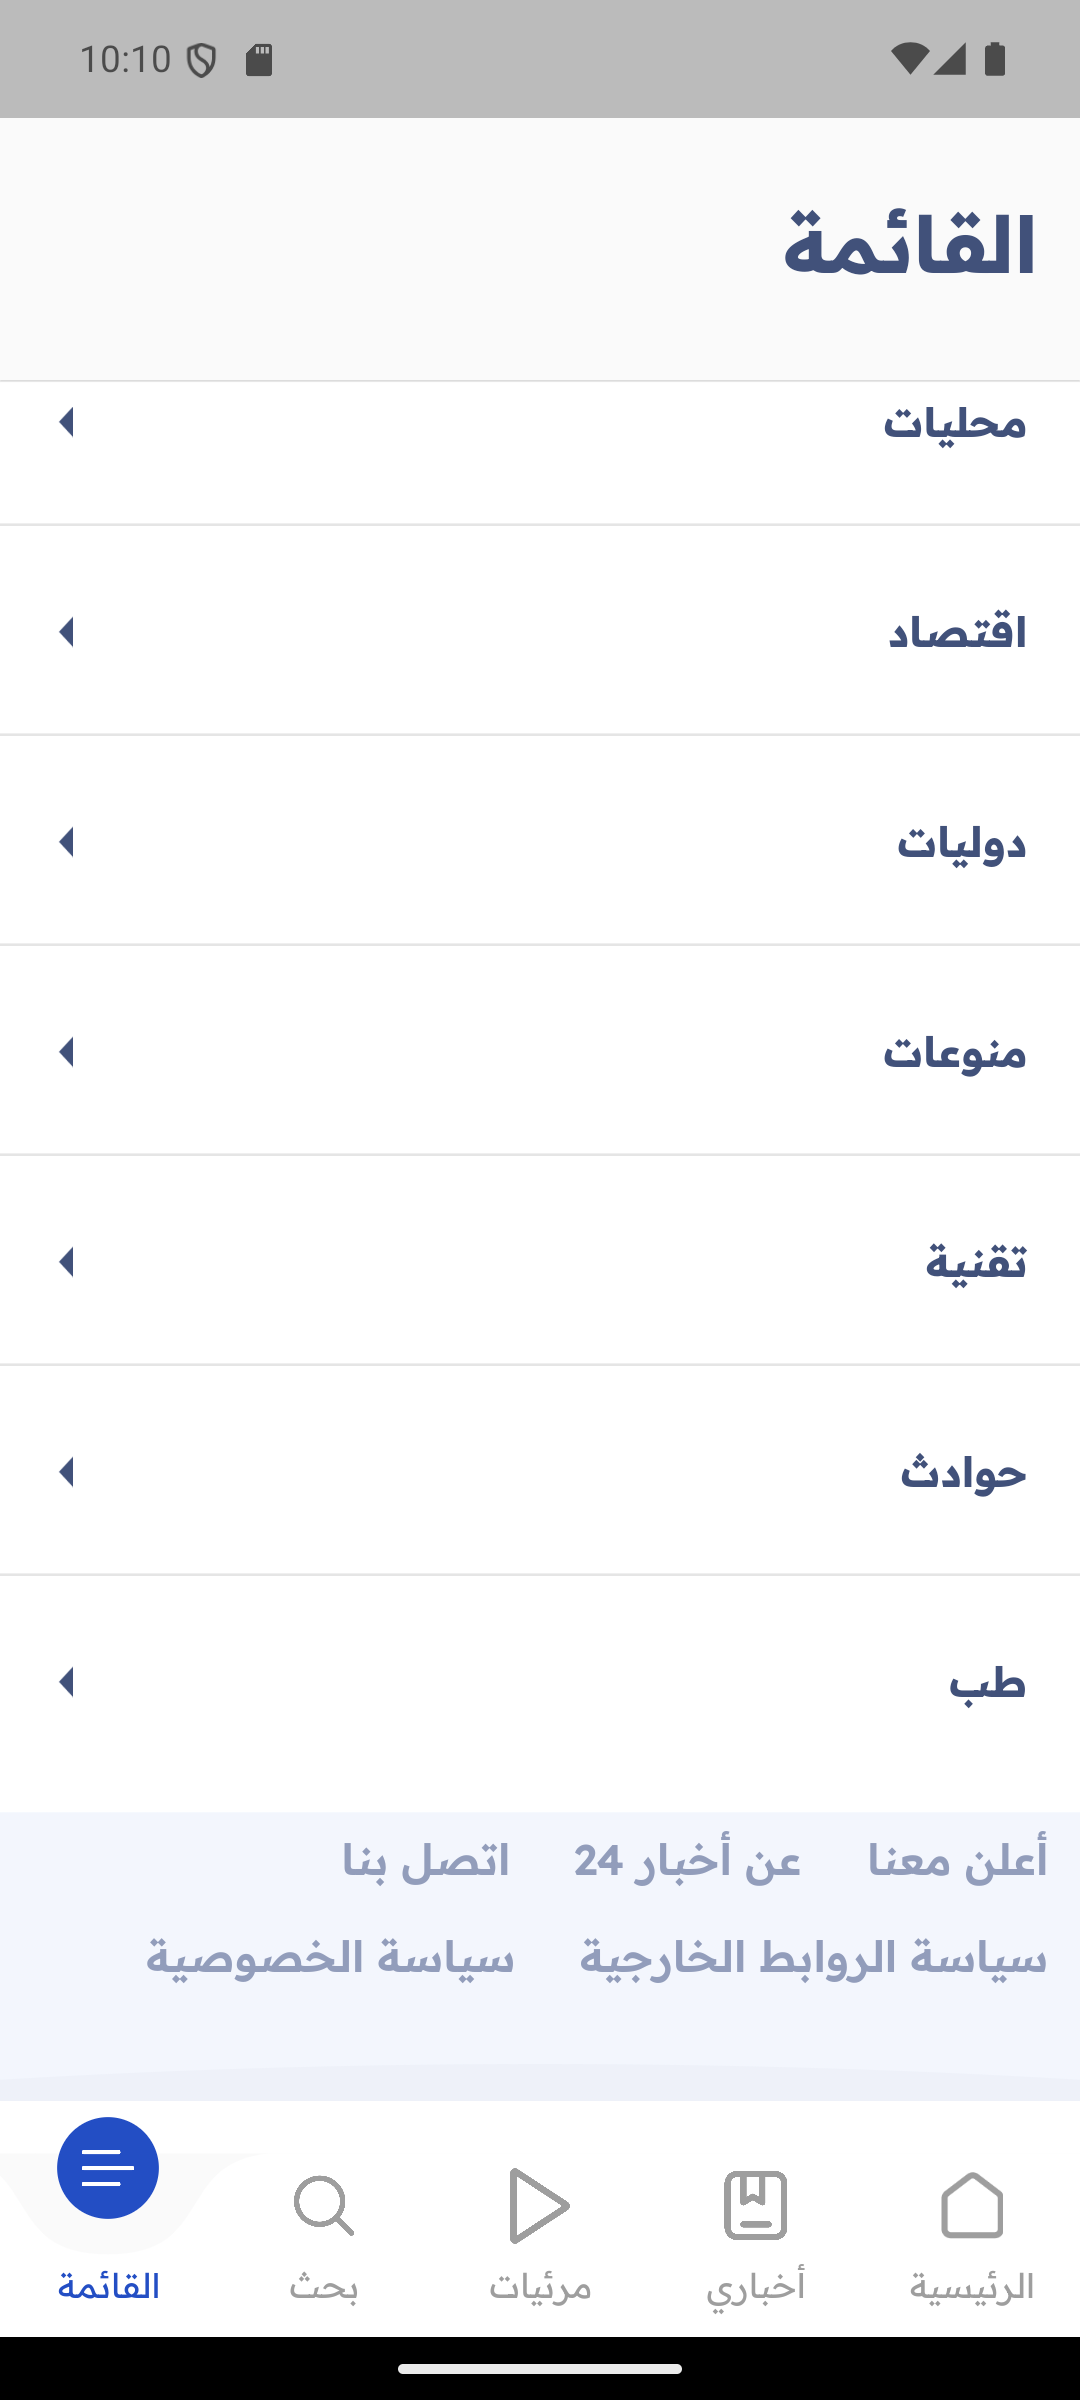 10:10
القائمة
محليات
اقتصاد
دوليات
منوعات
تقنية
حوادث
طب
أعلن معنا عن أخبار 24 اتصل بنا
سياسة الروابط الخارجية سياسة الخصوصية
الرئيسية أخباري مرئيات بحث القائمة